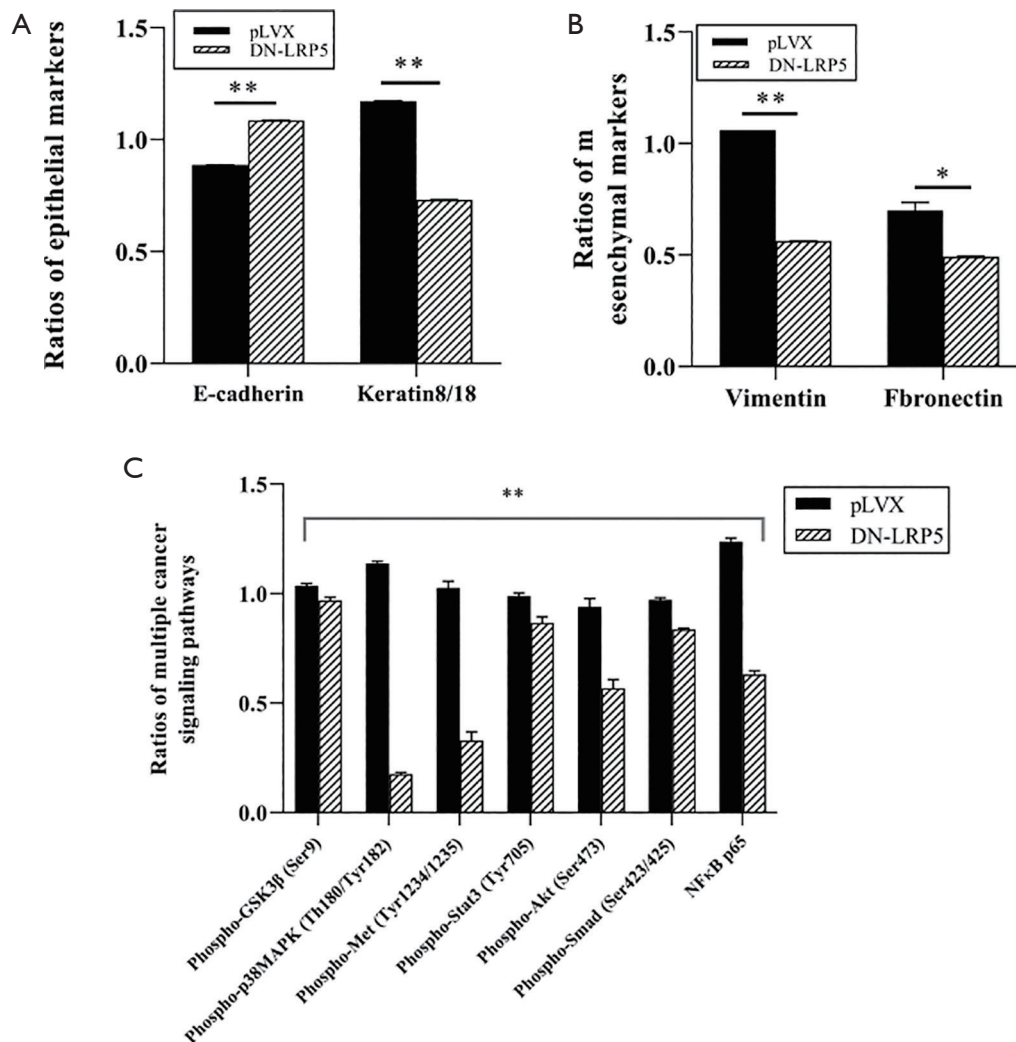 A
pLVX
DN-LRP5
Ratios of epithelial markers
1.5
1.0
0.5
0.0
**
**
E-cadherin
Keratin8/18
B
pLVX
DN-LRP5
Ratios of m
esenchymal markers
1.5
1.0
0.5
0.0
**
*
Vimentin
Fbronectin
C
pLVX
DN-LRP5
Ratios of multiple cancer
signaling pathways
1.5
1.0
0.5
0.0
**
Phospho-GSK3β (Ser9)
Phospho-p38MAPK (Th180/Tyr182)
Phospho-Met (Tyr1234/1235)
Phospho-Stat3 (Tyr705)
Phospho-Akt (Ser473)
Phospho-Smad (Ser423/425)
NFκB p65